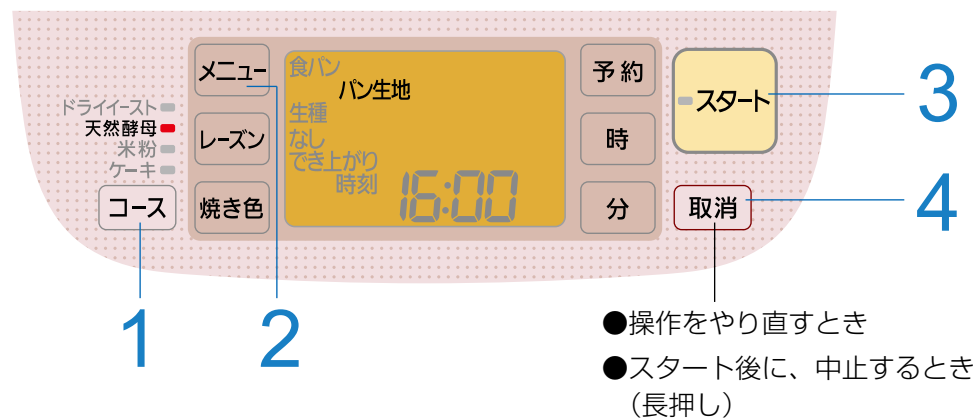 メニュー
レーズン
焼き色
食パン
パン生地
生種
なし
でき上がり
時刻
16:00
予約
時
分
スタート
取消
ドライイースト
天然酵母
米粉
ケーキ
コース
1
2
3
4
●操作をやり直すとき
●スタート後に、中止するとき
（長押し）